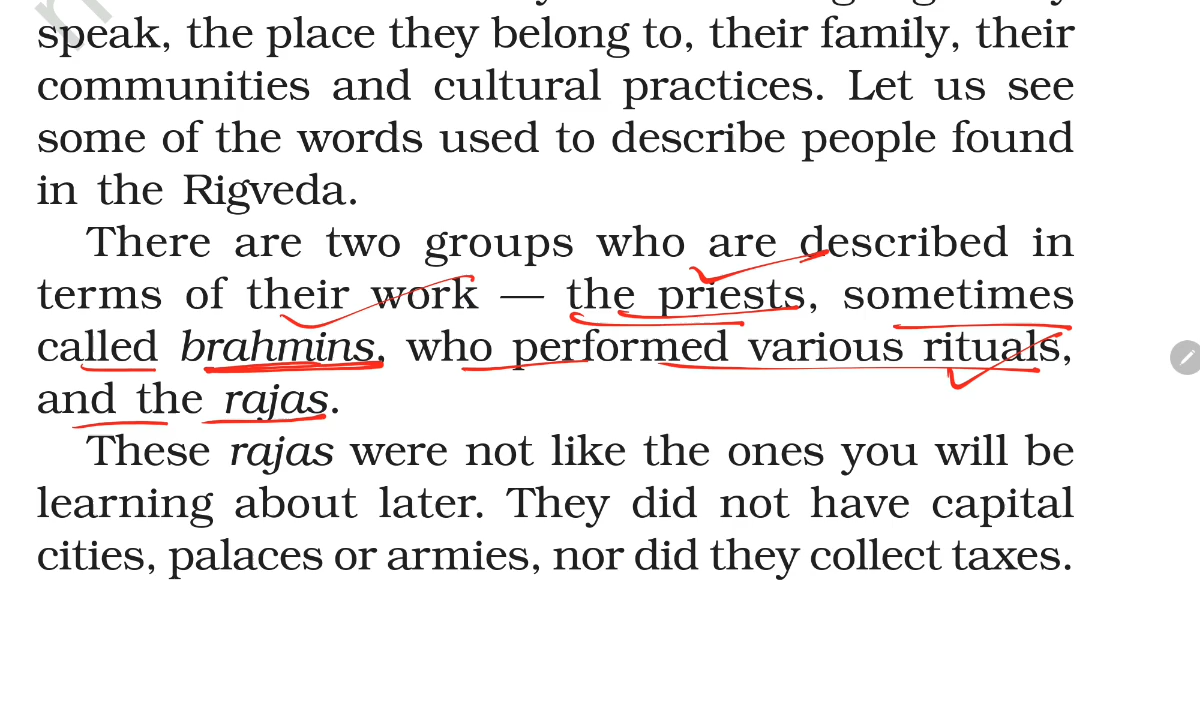 speak, the place they belong to, their family, their
communities and cultural practices. Let us see
some of the words used to describe people found
in the Rigveda.
There are two groups who are described in
terms of their work — the priests, sometimes
called brahmins, who performed various rituals,
and the rajas.
These rajas were not like the ones you will be
learning about later. They did not have capital
cities, palaces or armies, nor did they collect taxes.